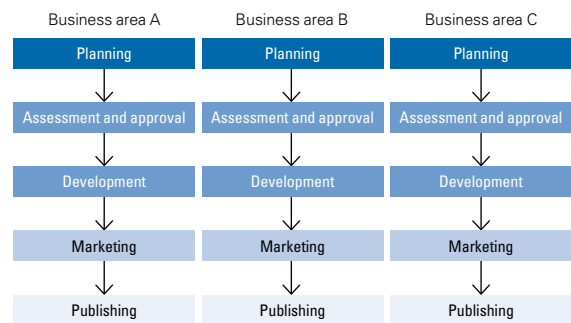 Business area A Business area B Business area C
Planning Planning Planning
Assessment and approval Assessment and approval Assessment and approval
Development Development Development
Marketing Marketing Marketing
Publishing Publishing Publishing